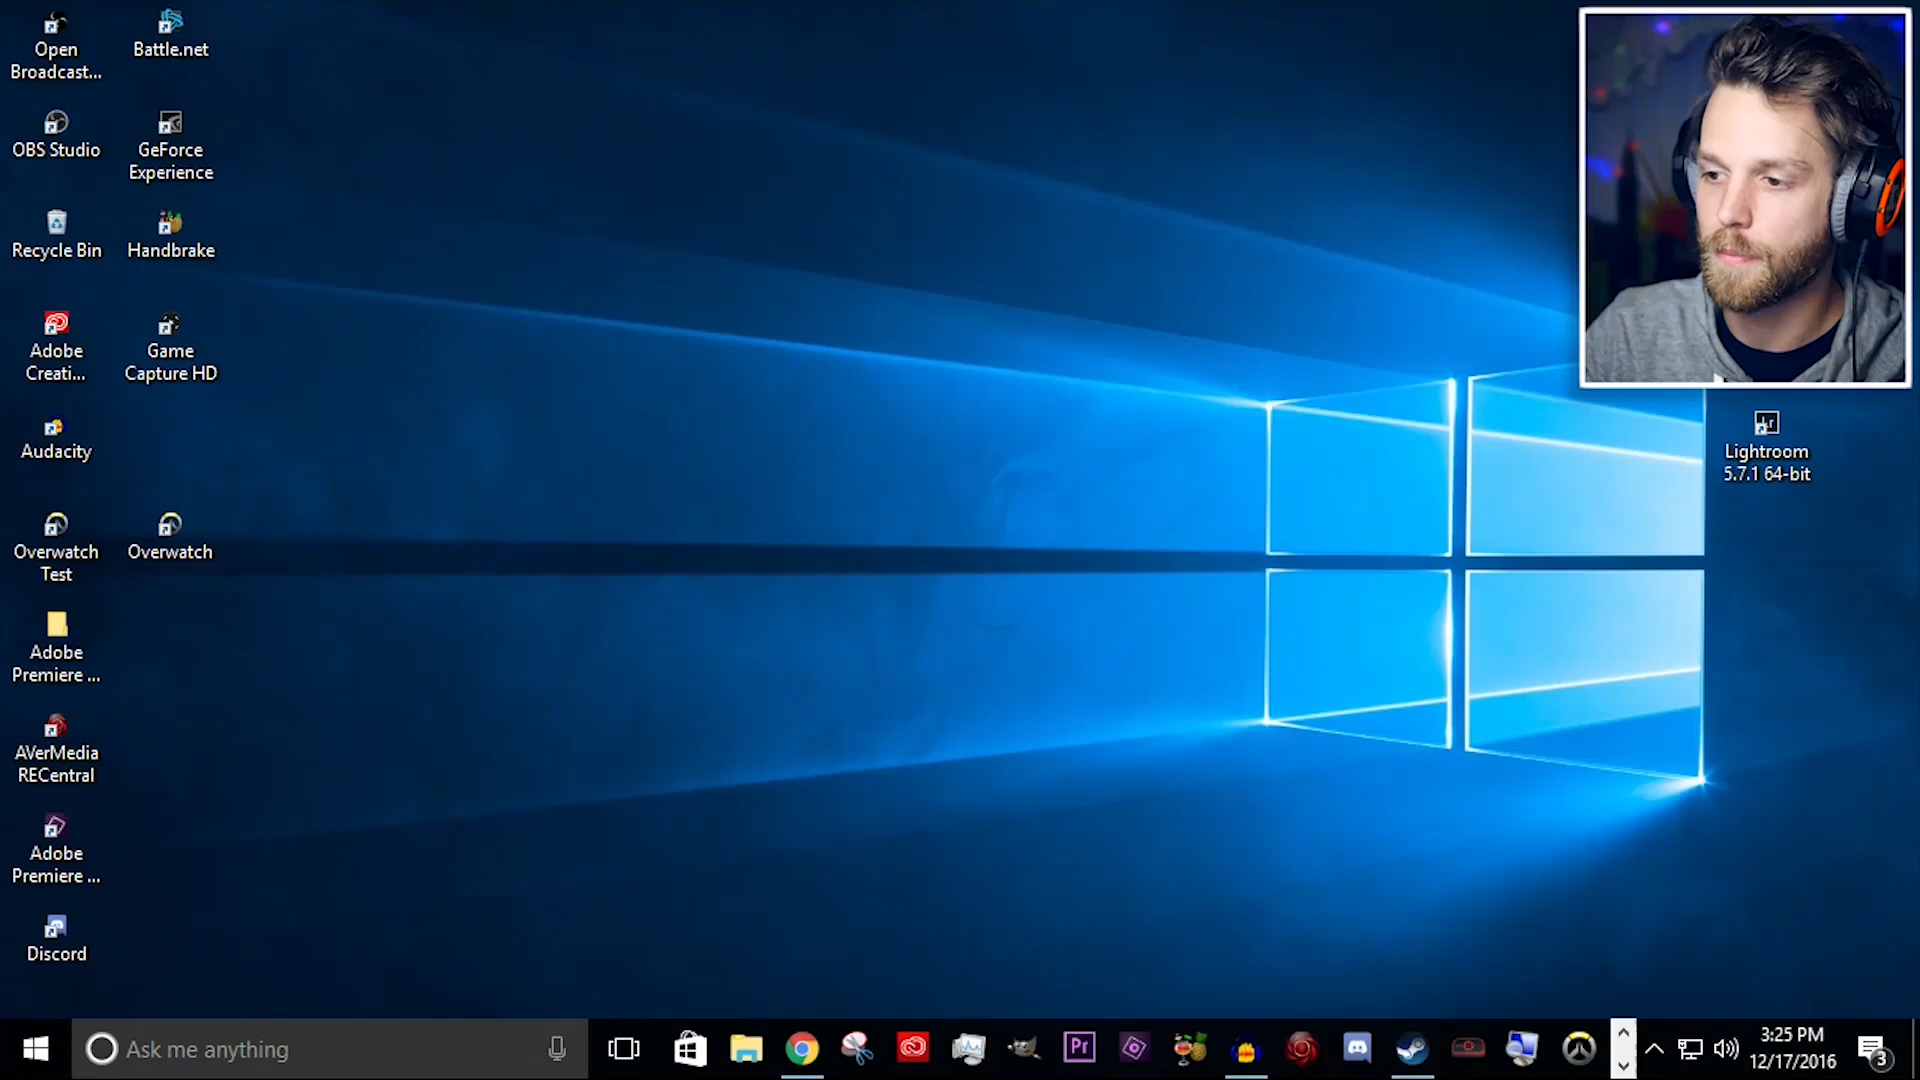 Open
Broadcast...
Battle.net
OBS Studio
GeForce
Experience
Recycle Bin
Handbrake
Adobe
Creati...
Game
Capture HD
Audacity
Lightroom
5.7.1 64-bit
Overwatch
Test
Overwatch
Adobe
Premiere ...
AVerMedia
RECentral
Adobe
Premiere ...
Discord
Ask me anything
Pr
3:25 PM
12/17/2016
3